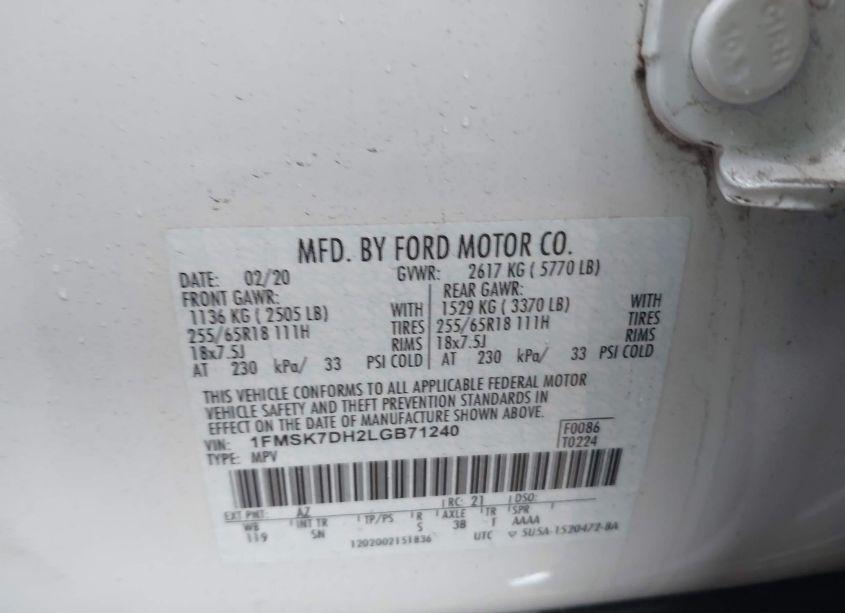 MFD. BY FORD MOTOR CO.
DATE: 02/20 GVWR: 2617 KG ( 5770 LB)
FRONT GAWR: REAR GAWR:
1136 KG ( 2505 LB) WITH 1529 KG ( 3370 LB) WITH
255/65R18 111H TIRES 255/65R18 111H TIRES
18x7.5J RIMS 18x7.5J RIMS
AT 230 kPa/ 33 PSI COLD AT 230 kPa/ 33 PSI COLD
THIS VEHICLE CONFORMS TO ALL APPLICABLE FEDERAL MOTOR
VEHICLE SAFETY AND THEFT PREVENTION STANDARDS IN
EFFECT ON THE DATE OF MANUFACTURE SHOWN ABOVE.
VIN: 1FMSK7DH2LGB71240 F0086
TYPE: MPV T0224
EXT PNT: AZ RC: 21 DSO:
WB INT TR TP/PS R AXLE TR SPR
119 SN S 3B T AAAA
1202002151836 UTC ▽ 5U5A-1520472-BA